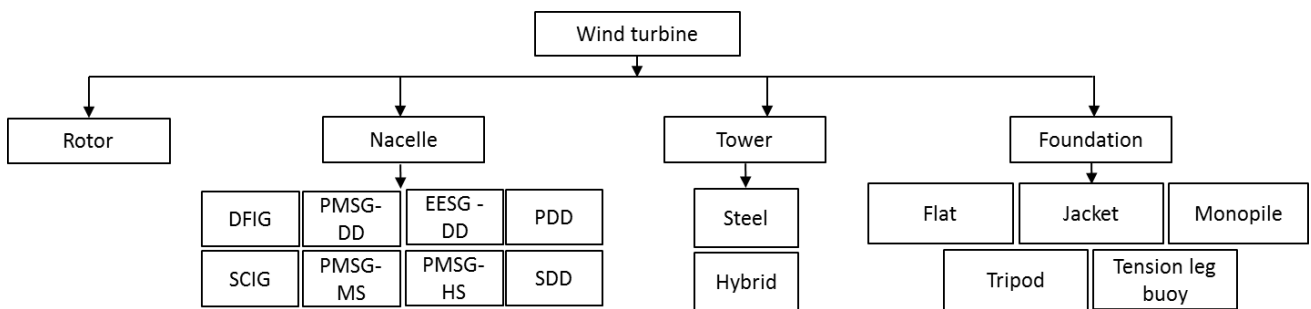 Wind turbine
Rotor
Nacelle
Tower
Foundation
DFIG
PMSG-
DD
EESG -
DD
PDD
SCIG
PMSG-
MS
PMSG-
HS
SDD
Steel
Hybrid
Flat
Jacket
Monopile
Tripod
Tension leg
buoy